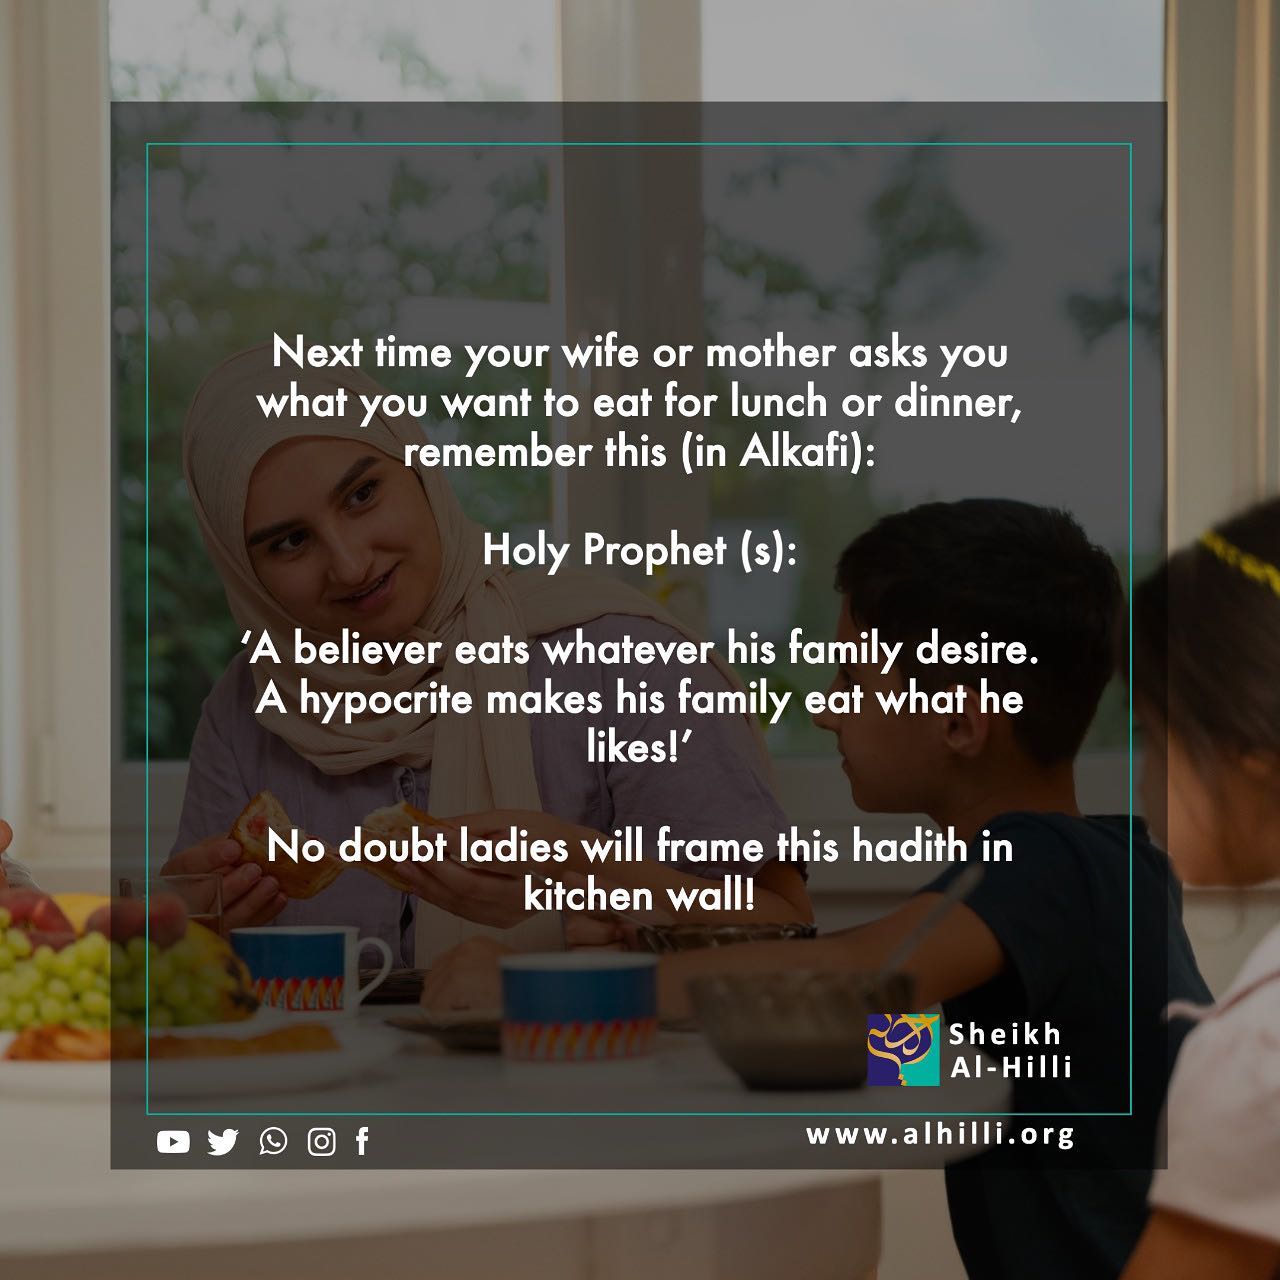 Next time your wife or mother asks you
what you want to eat for lunch or dinner,
remember this (in Alkafi):
Holy Prophet (s):
‘A believer eats whatever his family desire.
A hypocrite makes his family eat what he
likes!’
No doubt ladies will frame this hadith in
kitchen wall!
Sheikh
Al-Hilli
www.alhilli.org